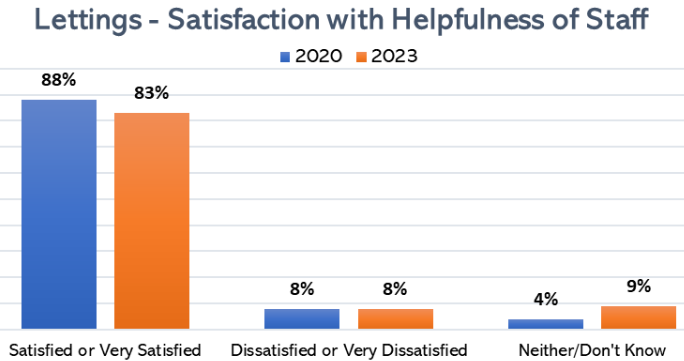 Lettings - Satisfaction with Helpfulness of Staff
2020 2023
88% 83% 8% 8% 4% 9%
Satisfied or Very Satisfied Dissatisfied or Very Dissatisfied Neither/Don't Know